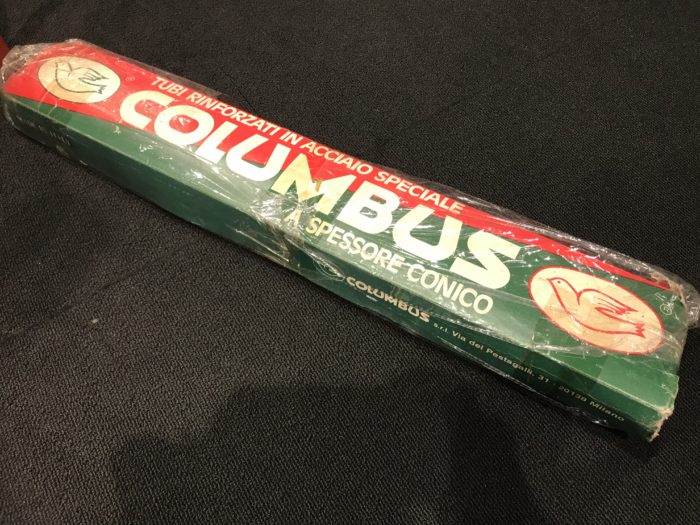 TUBI RINFORZATI IN ACCIAIO SPECIALE
COLUMBUS
A SPESSORE CONICO
COLUMBUS s.r.l. Via dei Pestagalli, 31 - 20138 Milano